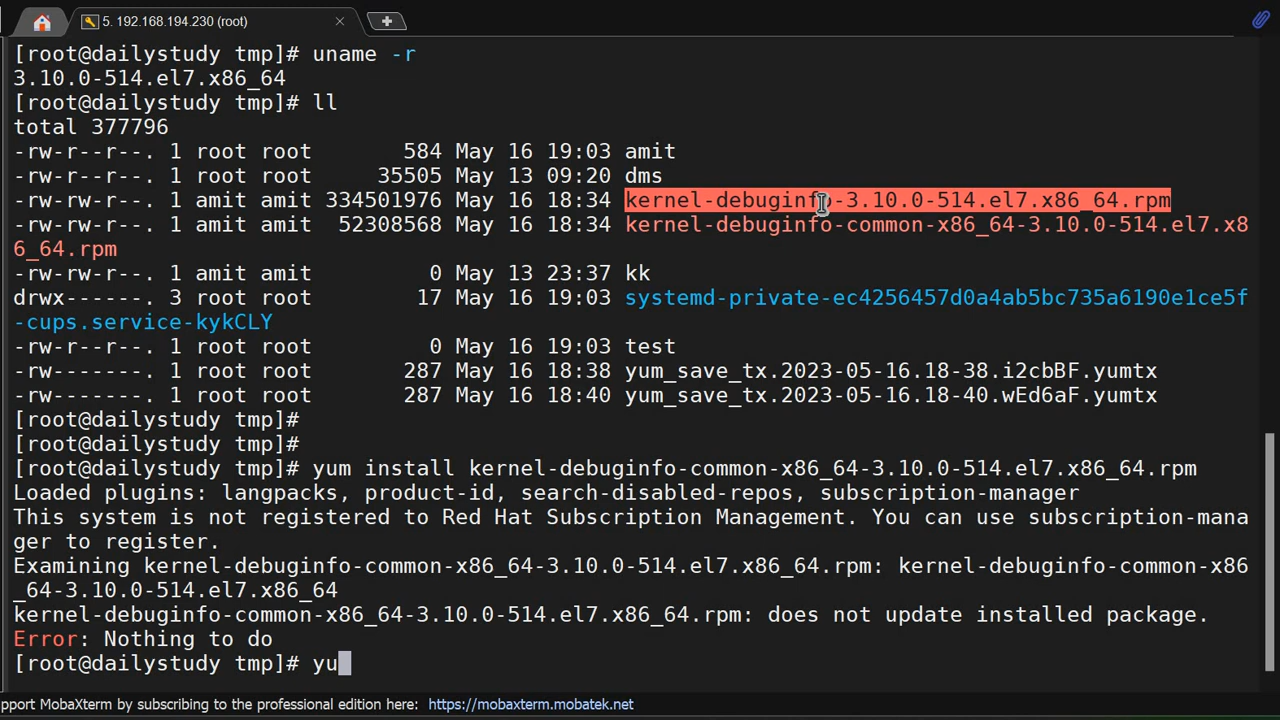 5. 192.168.194.230 (root)
[root@dailystudy tmp]# uname -r
3.10.0-514.el7.x86_64
[root@dailystudy tmp]# ll
total 377796
-rw-r--r--. 1 root root       584 May 16 19:03 amit
-rw-r--r--. 1 root root     35505 May 13 09:20 dms
-rw-rw-r--. 1 amit amit 334501976 May 16 18:34 kernel-debuginfo-3.10.0-514.el7.x86_64.rpm
-rw-rw-r--. 1 amit amit  52308568 May 16 18:34 kernel-debuginfo-common-x86_64-3.10.0-514.el7.x8
6_64.rpm
-rw-rw-r--. 1 amit amit         0 May 13 23:37 kk
drwx------. 3 root root        17 May 16 19:03 systemd-private-ec4256457d0a4ab5bc735a6190e1ce5f
-cups.service-kykCLY
-rw-r--r--. 1 root root         0 May 16 19:03 test
-rw-------. 1 root root       287 May 16 18:38 yum_save_tx.2023-05-16.18-38.i2cbBF.yumtx
-rw-------. 1 root root       287 May 16 18:40 yum_save_tx.2023-05-16.18-40.wEd6aF.yumtx
[root@dailystudy tmp]#
[root@dailystudy tmp]#
[root@dailystudy tmp]# yum install kernel-debuginfo-common-x86_64-3.10.0-514.el7.x86_64.rpm
Loaded plugins: langpacks, product-id, search-disabled-repos, subscription-manager
This system is not registered to Red Hat Subscription Management. You can use subscription-mana
ger to register.
Examining kernel-debuginfo-common-x86_64-3.10.0-514.el7.x86_64.rpm: kernel-debuginfo-common-x86
_64-3.10.0-514.el7.x86_64
kernel-debuginfo-common-x86_64-3.10.0-514.el7.x86_64.rpm: does not update installed package.
Error: Nothing to do
[root@dailystudy tmp]# yu
pport MobaXterm by subscribing to the professional edition here: https://mobaxterm.mobatek.net